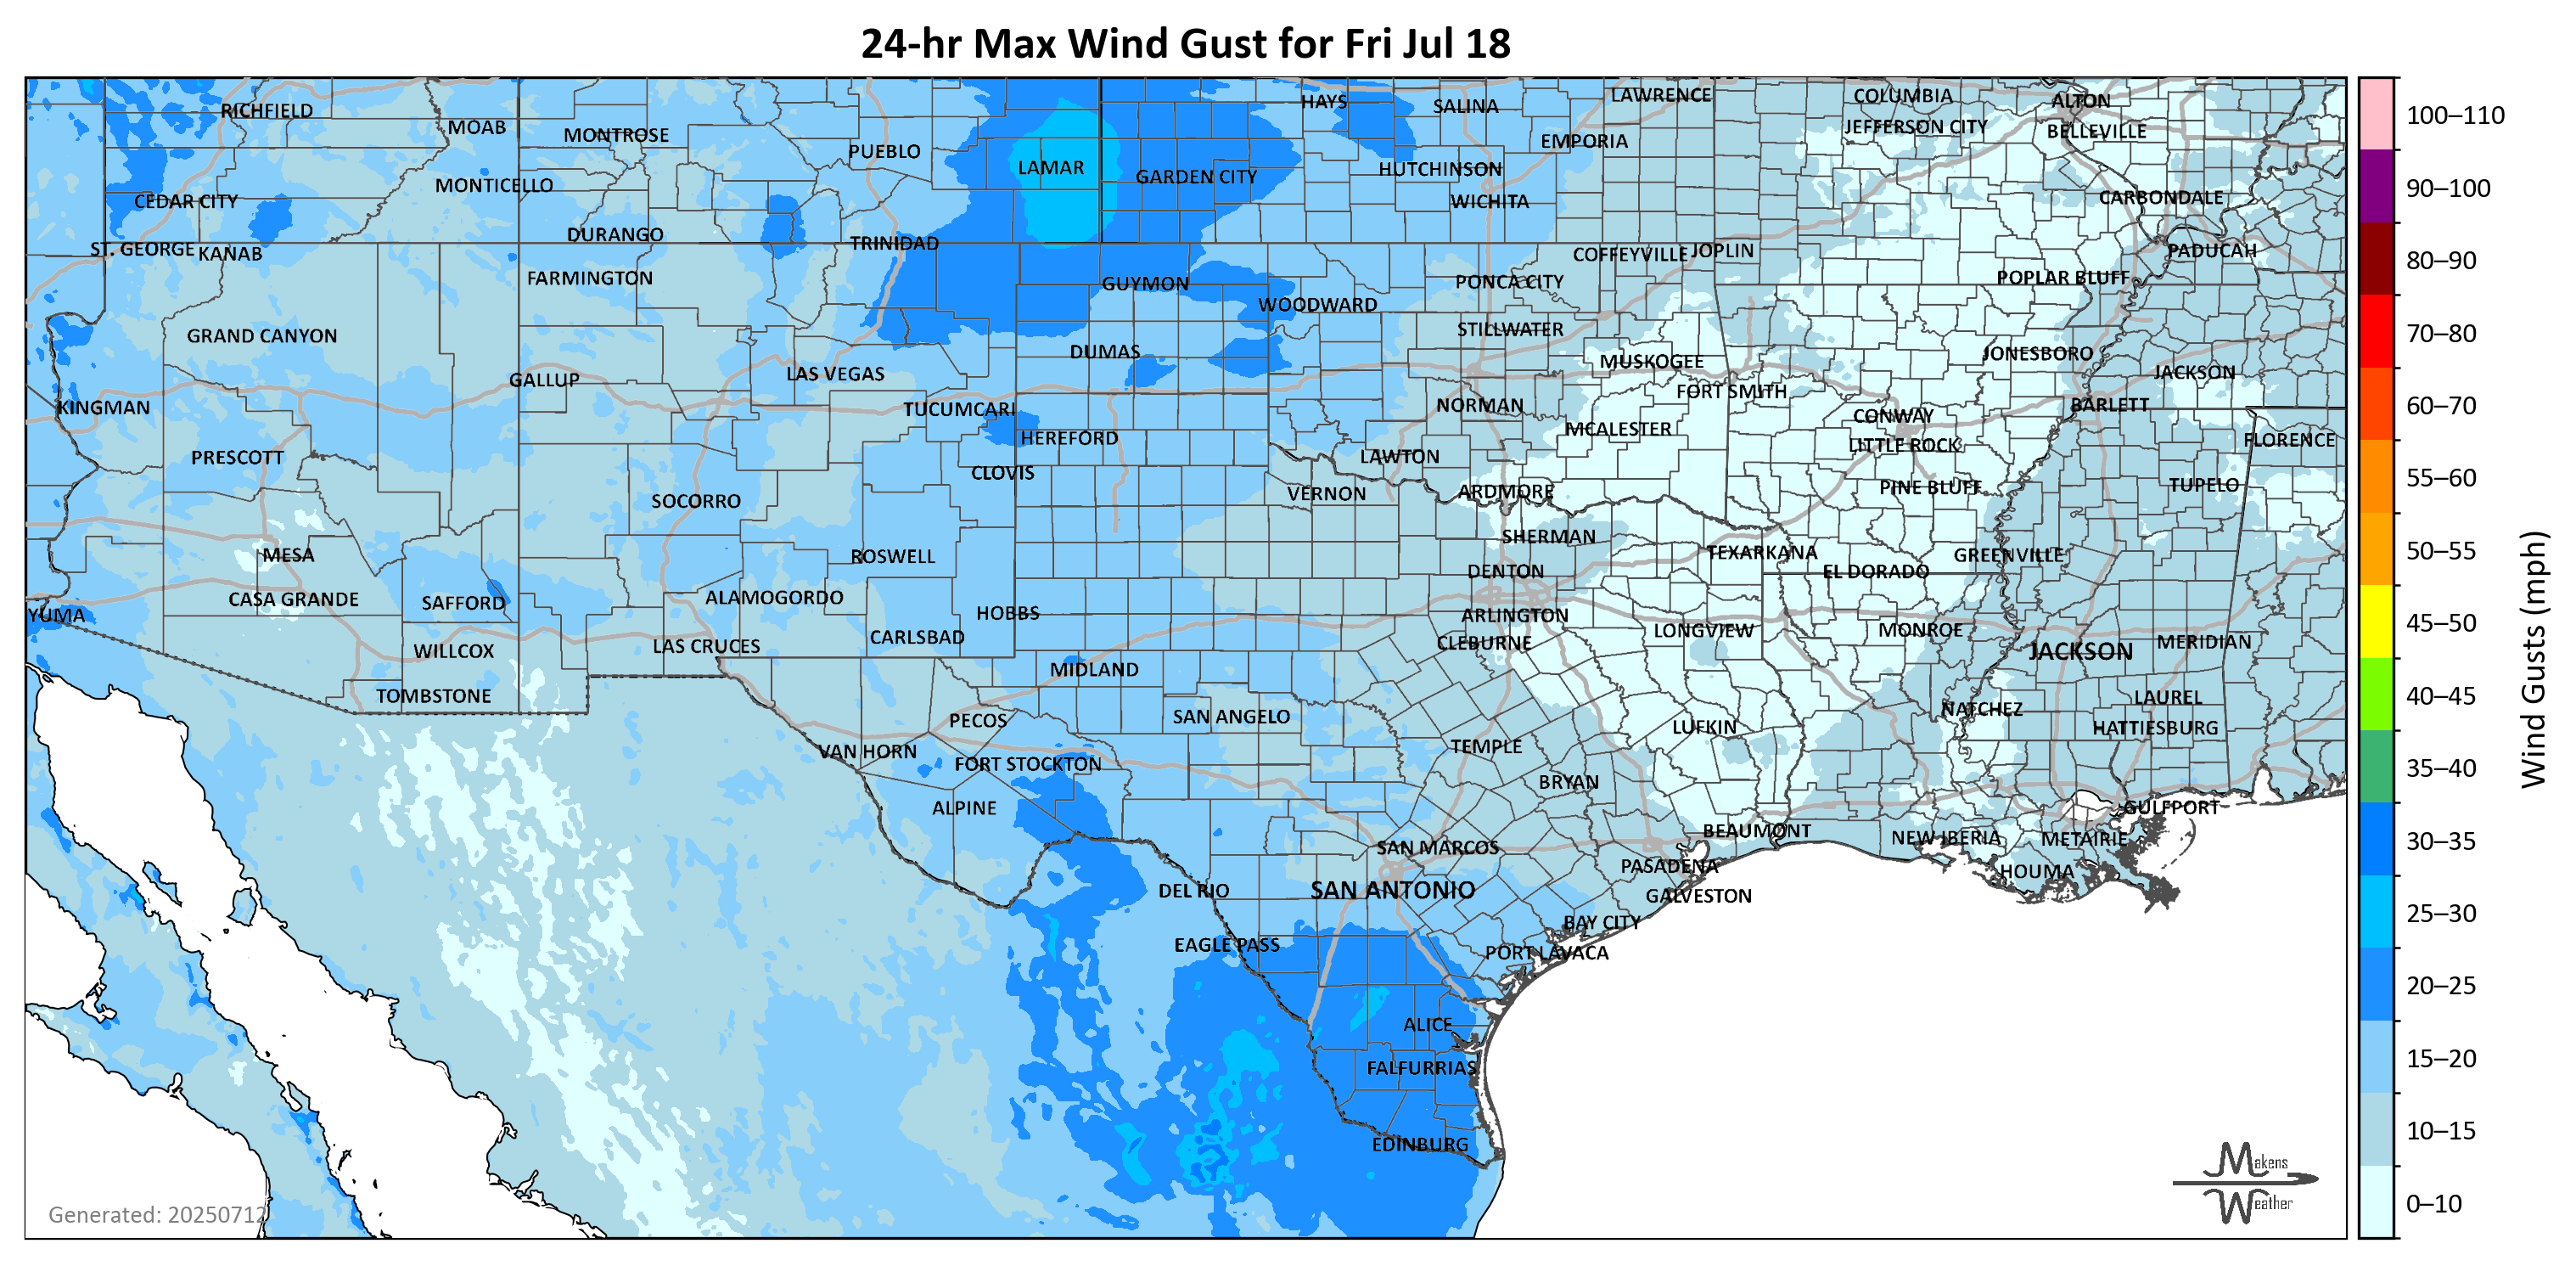 24-hr Max Wind Gust for Fri Jul 18
RICHFIELD
MOAB
MONTROSE
PUEBLO
LAMAR
GARDEN CITY
HAYS
SALINA
HUTCHINSON
WICHITA
EMPORIA
LAWRENCE
COLUMBIA
JEFFERSON CITY
ALTON
BELLEVILLE
CARBONDALE
CEDAR CITY
MONTICELLO
ST. GEORGE
KANAB
DURANGO
TRINIDAD
FARMINGTON
GUYMON
WOODWARD
PONCA CITY
COFFEYVILLE
JOPLIN
POPLAR BLUFF
PADUCAH
GRAND CANYON
DUMAS
STILLWATER
MUSKOGEE
JONESBORO
JACKSON
GALLUP
LAS VEGAS
FORT SMITH
KINGMAN
TUCUMCARI
NORMAN
CONWAY
BARLETT
HEREFORD
MCALESTER
LITTLE ROCK
FLORENCE
PRESCOTT
CLOVIS
LAWTON
SOCORRO
VERNON
ARDMORE
PINE BLUFF
TUPELO
MESA
ROSWELL
SHERMAN
TEXARKANA
GREENVILLE
DENTON
EL DORADO
CASA GRANDE
SAFFORD
ALAMOGORDO
YUMA
HOBBS
ARLINGTON
CARLSBAD
CLEBURNE
LONGVIEW
MONROE
WILLCOX
LAS CRUCES
JACKSON
MERIDIAN
MIDLAND
TOMBSTONE
PECOS
SAN ANGELO
LUFKIN
NATCHEZ
LAUREL
HATTIESBURG
VAN HORN
FORT STOCKTON
TEMPLE
BRYAN
ALPINE
GULFPORT
SAN MARCOS
BEAUMONT
NEW IBERIA
METAIRIE
PASADENA
HOUMA
DEL RIO
SAN ANTONIO
GALVESTON
BAY CITY
EAGLE PASS
PORT LAVACA
ALICE
FALFURRIAS
EDINBURG
Generated: 20250712
Makens
Weather
100–110
90–100
80–90
70–80
60–70
55–60
50–55
45–50
40–45
35–40
30–35
25–30
20–25
15–20
10–15
0–10
Wind Gusts (mph)